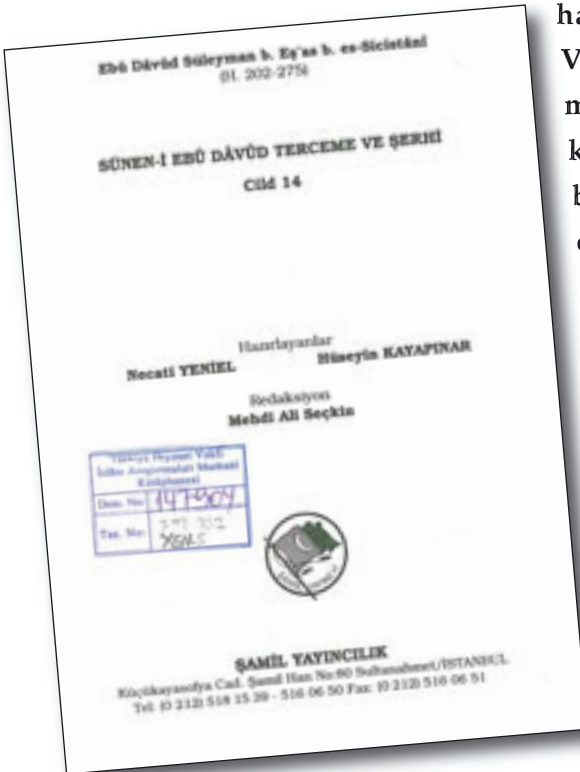 Ebû Dâvûd Süleyman b. Eş'as b. es-Sicistânî
(H. 202-275)
SÜNEN-İ EBÛ DÂVÛD TERCEME VE ŞERHİ
Cild 14
Hazırlayanlar
Necati YENİEL Hüseyin KAYAPINAR
Redaksiyon
Mehdi Ali Seçkin
Türkiye Diyanet Vakfı
İslâm Araştırmaları Merkezi
Kütüphanesi
Dem. No: 147904
Tas. No:
ŞAMİL YAYINCILIK
Küçükayasofya Cad. Şamil Han No:80 Sultanahmet/İSTANBUL
Tel: (0 212) 518 15 39 - 516 06 50 Fax: (0 212) 516 06 51